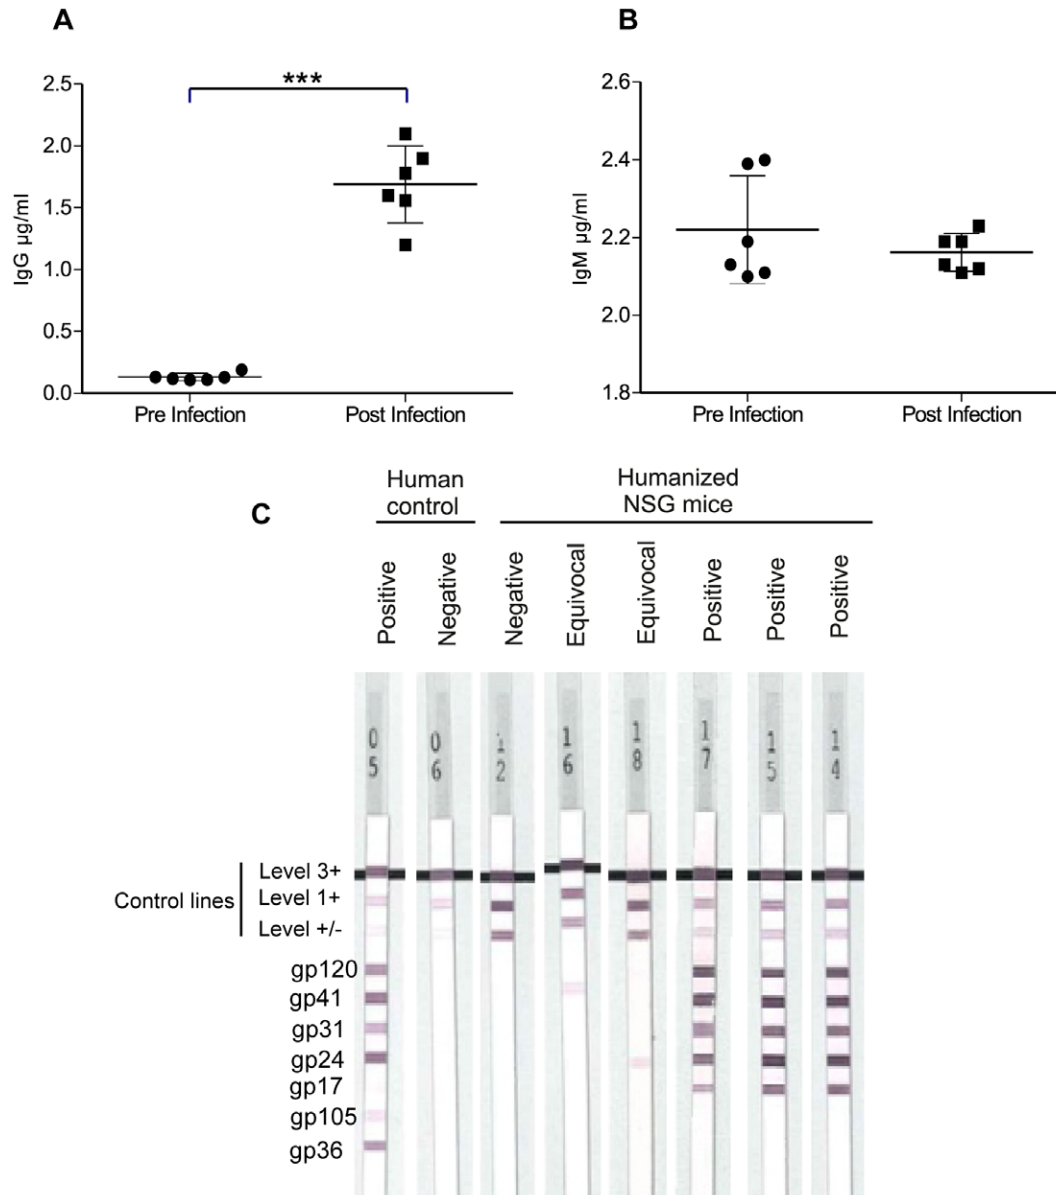 A
***
2.5
2.0
1.5
1.0
0.5
0.0
IgG µg/ml
Pre Infection
Post Infection
B
2.6
2.4
2.2
2.0
1.8
IgM µg/ml
Pre Infection
Post Infection
C
Human
control
Humanized
NSG mice
Positive
Negative
Negative
Equivocal
Equivocal
Positive
Positive
Positive
05
06
12
16
18
17
15
14
Control lines
Level 3+
Level 1+
Level +/-
gp120
gp41
gp31
gp24
gp17
gp105
gp36